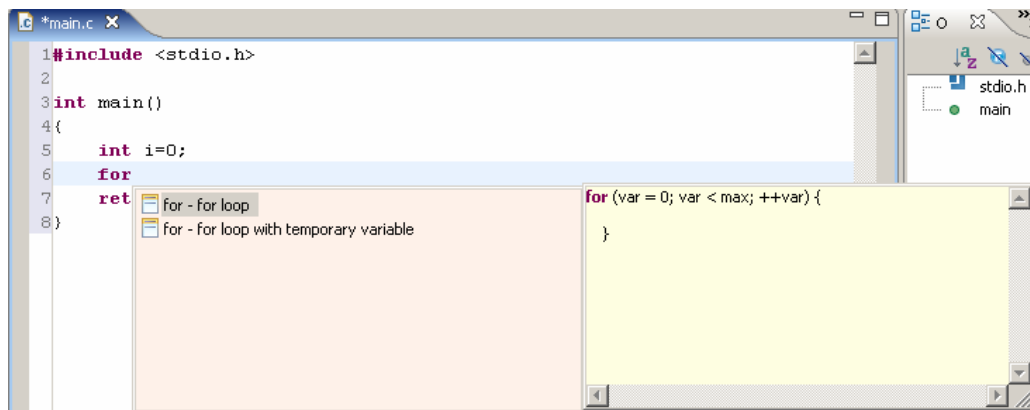 *main.c
1#include <stdio.h>
2
3int main()
4{
5    int i=0;
6    for
7    ret
8}
for - for loop
for - for loop with temporary variable
for (var = 0; var < max; ++var) {
}
O
stdio.h
main